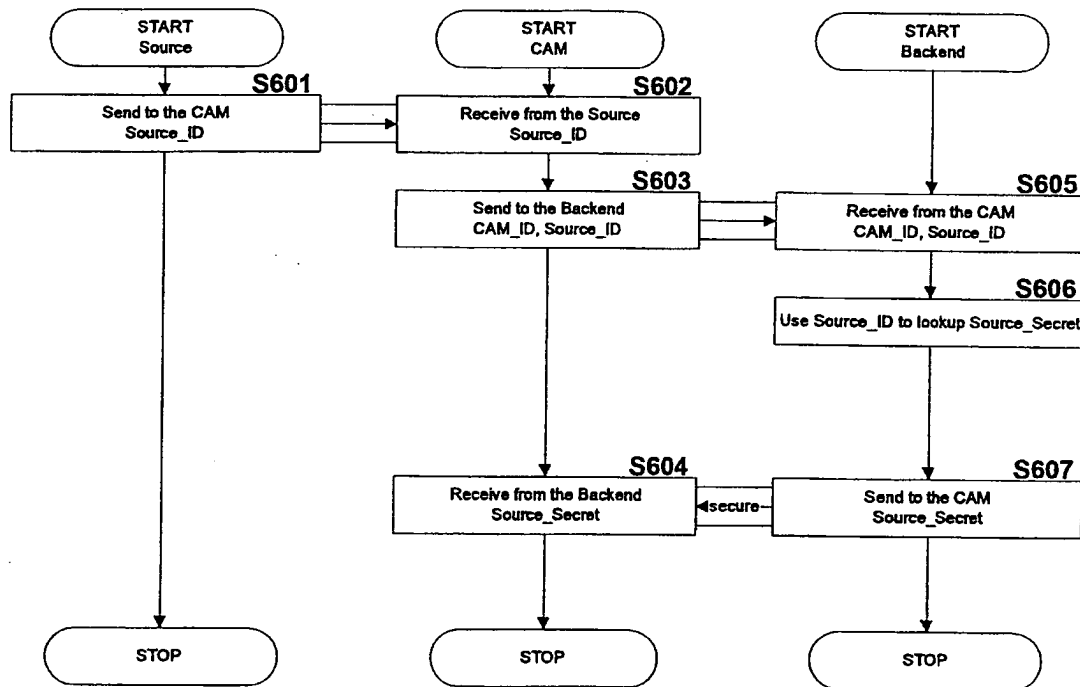 START
Source
START
CAM
START
Backend
S601
Send to the CAM
Source_ID
S602
Receive from the Source
Source_ID
S603
Send to the Backend
CAM_ID, Source_ID
S605
Receive from the CAM
CAM_ID, Source_ID
S606
Use Source_ID to lookup Source_Secret
S604
Receive from the Backend
Source_Secret
secure
S607
Send to the CAM
Source_Secret
STOP
STOP
STOP